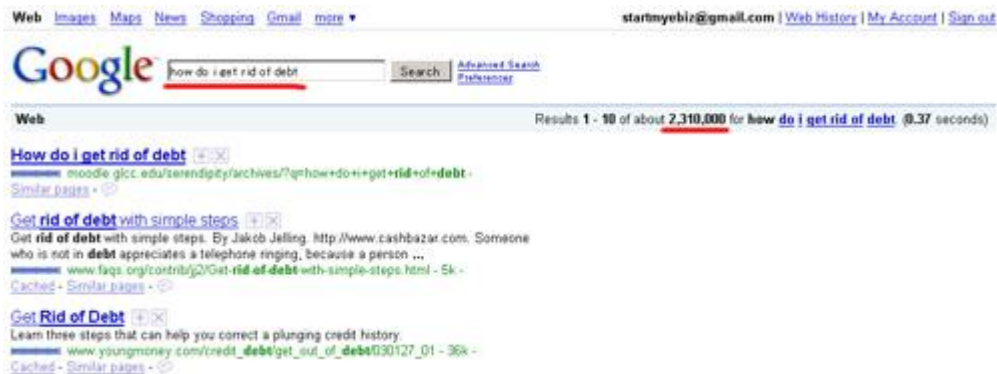 Web Images Maps News Shopping Gmail more ▼ startmyebiz@gmail.com | Web History | My Account | Sign out
Google how do i get rid of debt Search Advanced Search
Preferences
Web Results 1 - 10 of about 2,310,000 for how do i get rid of debt. (0.37 seconds)
How do i get rid of debt
moodle.glcc.edu/serendipity/archives/?q=how+do+i+get+rid+of+debt -
Similar pages -
Get rid of debt with simple steps
Get rid of debt with simple steps. By Jakob Jelling. http://www.cashbazar.com. Someone
who is not in debt appreciates a telephone ringing, because a person ...
www.faqs.org/contrib/jj2/Get-rid-of-debt-with-simple-steps.html - 5k -
Cached - Similar pages -
Get Rid of Debt
Learn three steps that can help you correct a plunging credit history.
www.youngmoney.com/credit_debt/get_out_of_debt/030127_01 - 36k -
Cached - Similar pages -